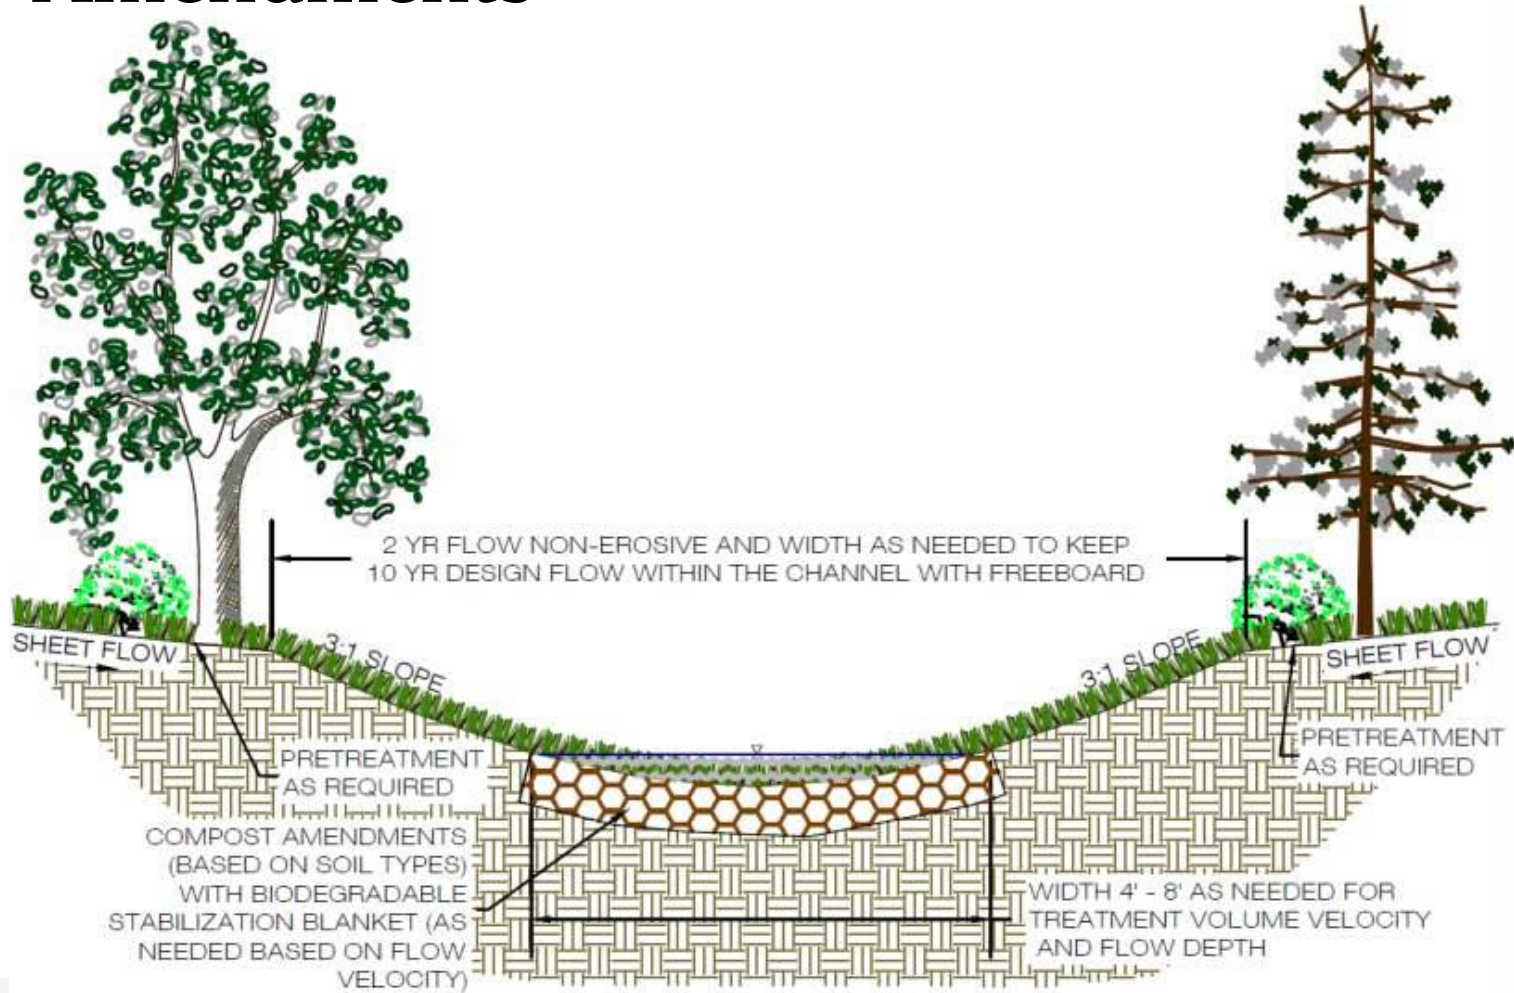 Amendments
2 YR FLOW NON-EROSIVE AND WIDTH AS NEEDED TO KEEP
10 YR DESIGN FLOW WITHIN THE CHANNEL WITH FREEBOARD
SHEET FLOW
3:1 SLOPE
3:1 SLOPE
SHEET FLOW
PRETREATMENT
AS REQUIRED
PRETREATMENT
AS REQUIRED
COMPOST AMENDMENTS
(BASED ON SOIL TYPES)
WITH BIODEGRADABLE
STABILIZATION BLANKET (AS
NEEDED BASED ON FLOW
VELOCITY)
WIDTH 4' - 8' AS NEEDED FOR
TREATMENT VOLUME VELOCITY
AND FLOW DEPTH